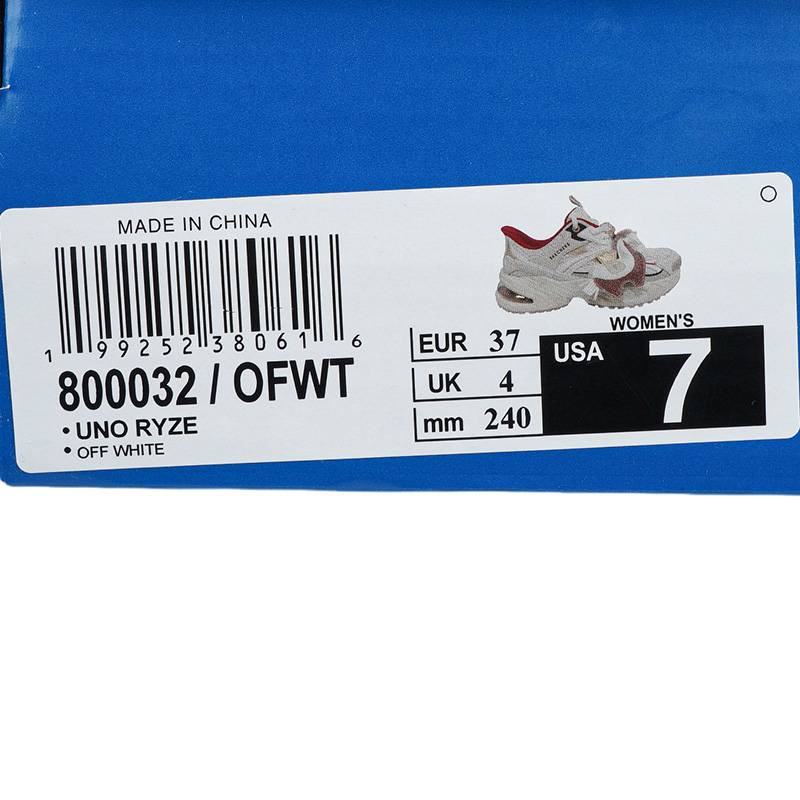 MADE IN CHINA
1 99252 38061 6
800032 / OFWT
• UNO RYZE
• OFF WHITE
SKECHERS
WOMEN'S
EUR 37
UK 4
mm 240
USA 7